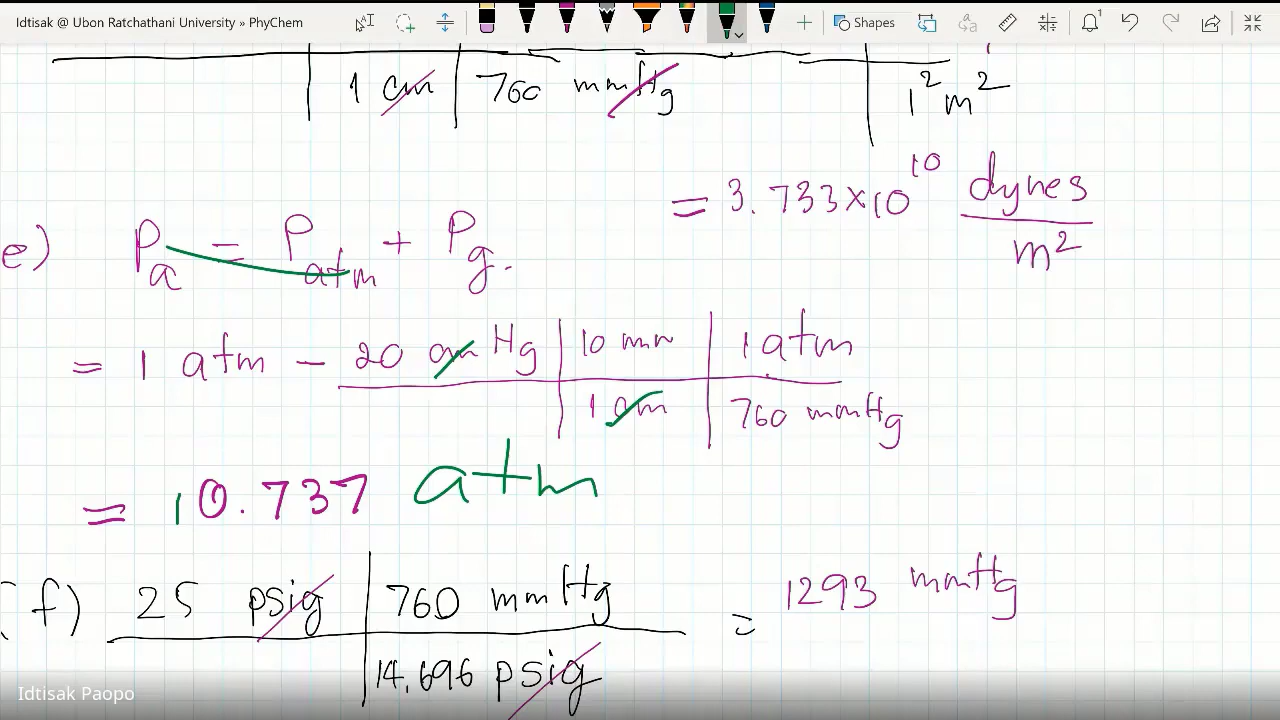 Idtisak @ Ubon Ratchathani University » PhyChem
Shapes
1 cm | 760 mmHg | 1² m²
= 3.733×10¹⁰ dynes / m²
e) Pa = Patm + Pg.
= 1 atm - 20 cm Hg | 10 mm | 1 atm
1 cm | 760 mmHg
= 10.737 atm
f) 25 psig | 760 mmHg = 1293 mmHg
14.696 psig
Idtisak Paopo